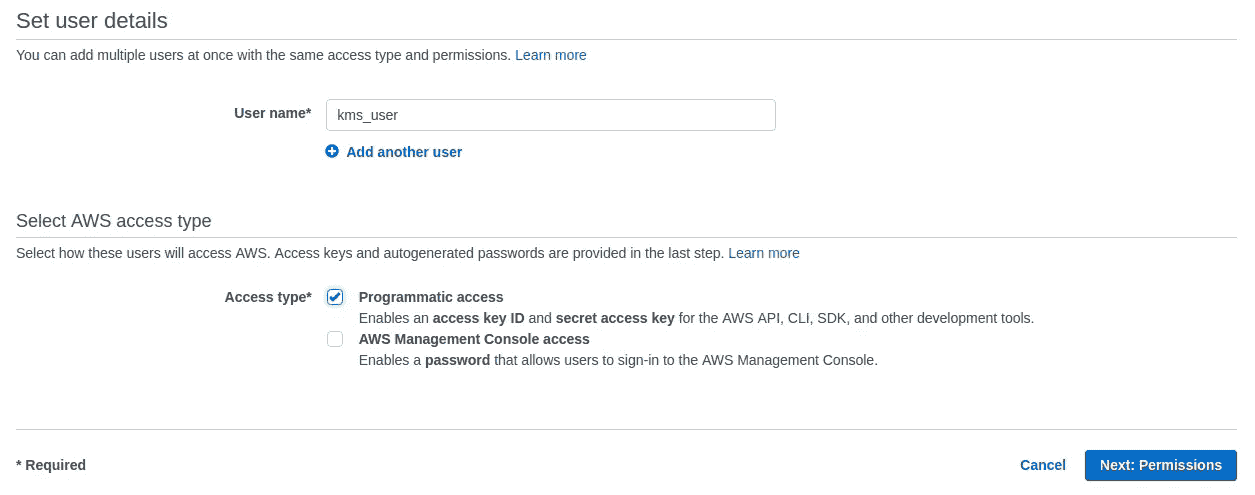 Set user details
You can add multiple users at once with the same access type and permissions. Learn more
User name*
kms_user
Add another user
Select AWS access type
Select how these users will access AWS. Access keys and autogenerated passwords are provided in the last step. Learn more
Access type*
Programmatic access
Enables an access key ID and secret access key for the AWS API, CLI, SDK, and other development tools.
AWS Management Console access
Enables a password that allows users to sign-in to the AWS Management Console.
* Required
Cancel
Next: Permissions